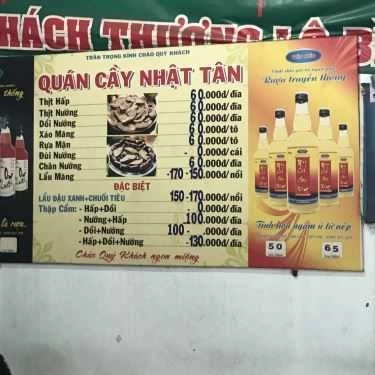 KHÁCH THƯƠNG
TRÂN TRỌNG KÍNH CHÀO QUÝ KHÁCH
QUÁN CẦY NHẬT TÂN
Thịt Hấp 60.000đ/đĩa
Thịt Nướng 60.000đ/đĩa
Dồi Nướng 60.000đ/đĩa
Xáo Măng 60.000đ/tô
Rựa Mận 60.000đ/tô
Đùi Nướng 0.000đ/cái
Chân Nướng 60.000đ/đĩa
Lẩu Măng -170 -150.000đ/nồi
ĐẶC BIỆT
LẨU ĐẬU XANH+CHUỐI TIÊU 150-170.000đ/nồi
Thập Cẩm: - Hấp+Dồi 0.000đ/đĩa
- Nướng+Hấp 100.000đ/đĩa
- Dồi+Nướng 100 - .000đ/đĩa
- Hấp+Dồi+Nướng -130.000đ/đĩa
Chúc Quý Khách ngon miệng
Rượu truyền thống
Tinh hoa ngàn ủ từ nếp
50
65
thống